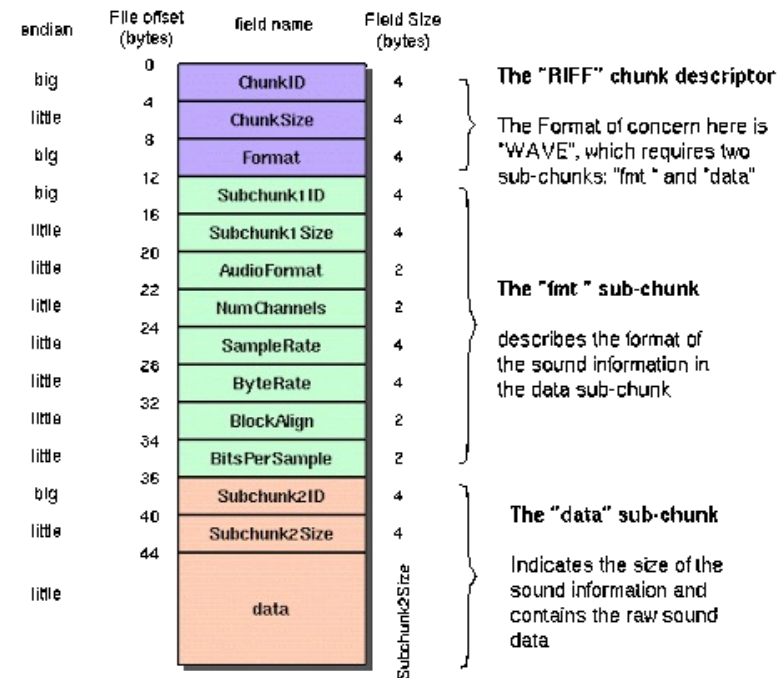 endian File offset (bytes) field name Field Size (bytes)
0
big ChunkID 4
4
little ChunkSize 4
8
big Format 4
12
big Subchunk1ID 4
16
little Subchunk1Size 4
20
little AudioFormat 2
22
little NumChannels 2
24
little SampleRate 4
28
little ByteRate 4
32
little BlockAlign 2
34
little BitsPerSample 2
36
big Subchunk2ID 4
40
little Subchunk2Size 4
44
little data Subchunk2Size
The "RIFF" chunk descriptor
The Format of concern here is
"WAVE", which requires two
sub-chunks: "fmt " and "data"
The "fmt " sub-chunk
describes the format of
the sound information in
the data sub-chunk
The "data" sub-chunk
Indicates the size of the
sound information and
contains the raw sound
data